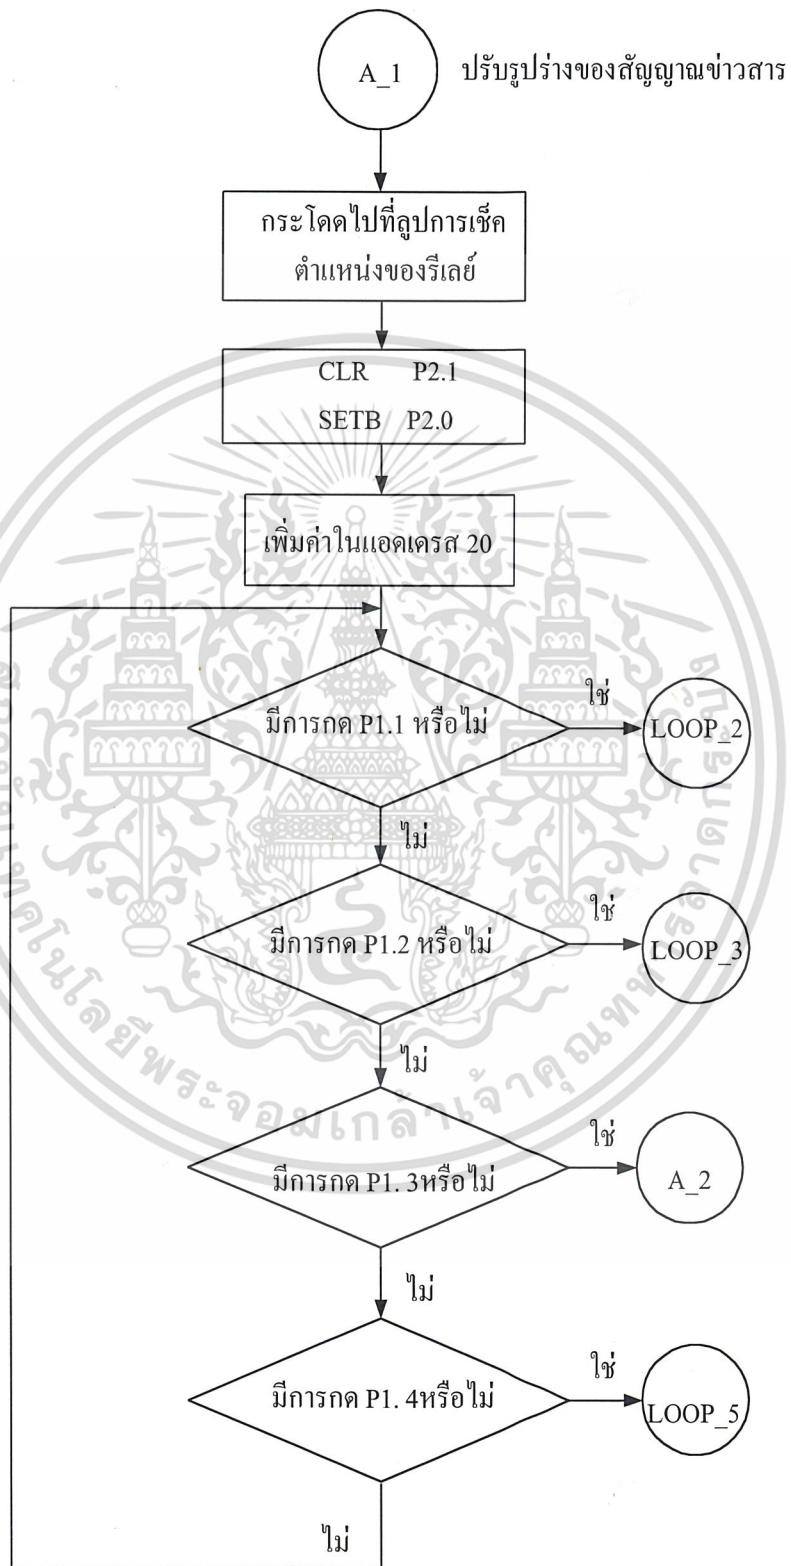 A_1
ปรับรูปร่างของสัญญาณข่าวสาร
กระโดดไปที่ลูปการเช็ค
ตำแหน่งของรีเลย์
CLR P2.1
SETB P2.0
เพิ่มค่าในแอดเดรส 20
มีการกด P1.1 หรือไม่
ใช่
LOOP_2
ไม่
มีการกด P1.2 หรือไม่
ใช่
LOOP_3
ไม่
มีการกด P1. 3หรือไม่
ใช่
A_2
ไม่
มีการกด P1. 4หรือไม่
ใช่
LOOP_5
ไม่